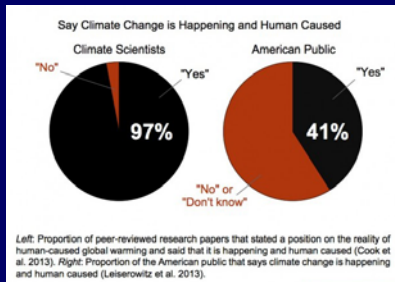 Say Climate Change is Happening and Human Caused
Climate Scientists
American Public
"No"
"Yes"
97%
"Yes"
41%
"No" or
"Don't know"
Left: Proportion of peer-reviewed research papers that stated a position on the reality of
human-caused global warming and said that it is happening and human caused (Cook et
al. 2013). Right: Proportion of the American public that says climate change is happening
and human caused (Leiserowitz et al. 2013).